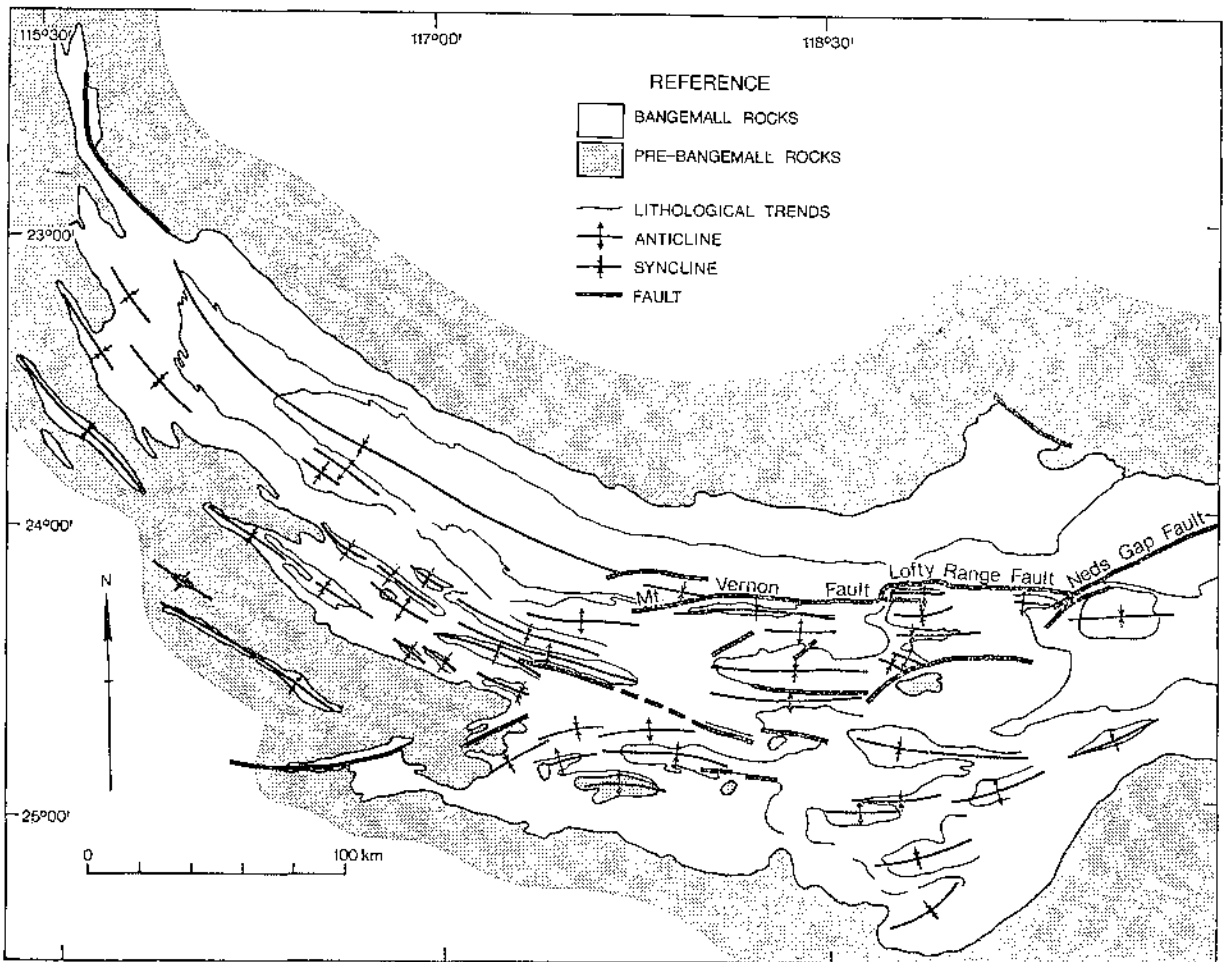 115°30'
117°00'
118°30'
REFERENCE
BANGEMALL ROCKS
PRE-BANGEMALL ROCKS
LITHOLOGICAL TRENDS
ANTICLINE
SYNCLINE
FAULT
23°00'
24°00'
N
Mt Vernon Fault
Lofty Range Fault
Neds Gap Fault
25°00'
0 100 km